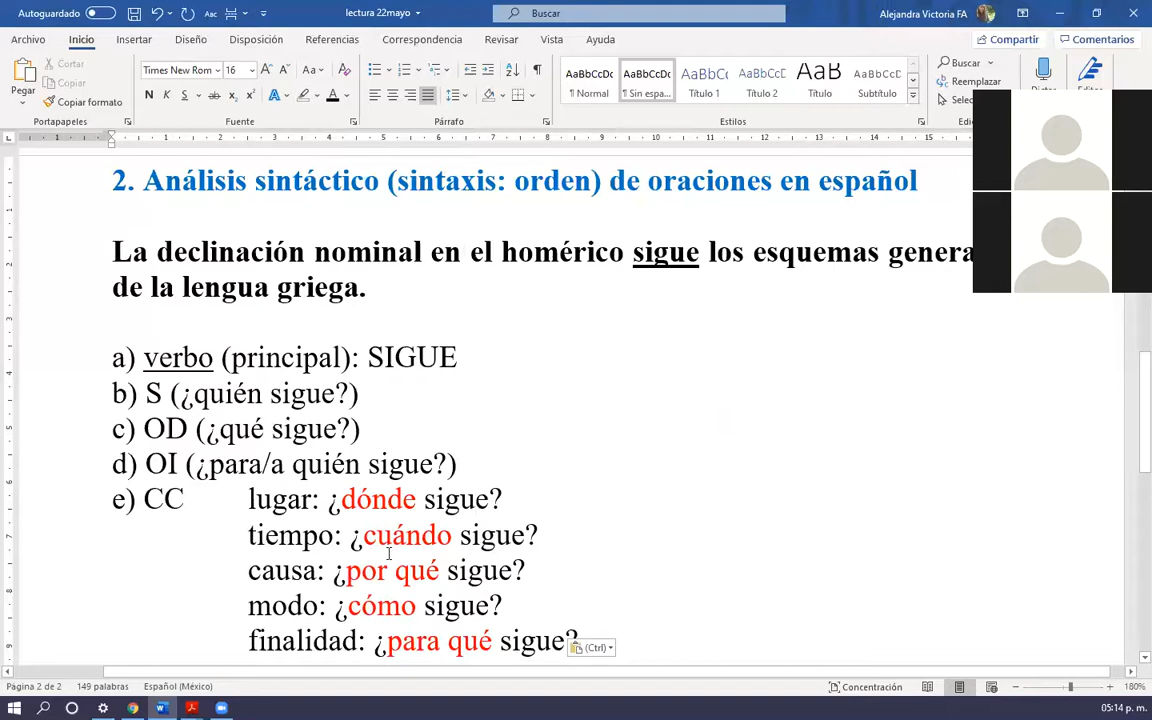 Autoguardado
lectura 22mayo
Buscar
Alejandra Victoria FA
Archivo Inicio Insertar Diseño Disposición Referencias Correspondencia Revisar Vista Ayuda Compartir Comentarios
Pegar
Cortar
Copiar
Copiar formato
Portapapeles
Times New Rom 16
N K S
Fuente
Párrafo
AaBbCcDc ¶ Normal
AaBbCcDc ¶ Sin espa...
AaBbCc Título 1
AaBbCcD Título 2
AaB Título
AaBbCcD Subtítulo
Estilos
Buscar
Reemplazar
2. Análisis sintáctico (sintaxis: orden) de oraciones en español
La declinación nominal en el homérico sigue los esquemas genera
de la lengua griega.
a) verbo (principal): SIGUE
b) S (¿quién sigue?)
c) OD (¿qué sigue?)
d) OI (¿para/a quién sigue?)
e) CC lugar: ¿dónde sigue?
tiempo: ¿cuándo sigue?
causa: ¿por qué sigue?
modo: ¿cómo sigue?
finalidad: ¿para qué sigue?
(Ctrl)
Página 2 de 2 149 palabras Español (México) Concentración 180%
05:14 p. m.